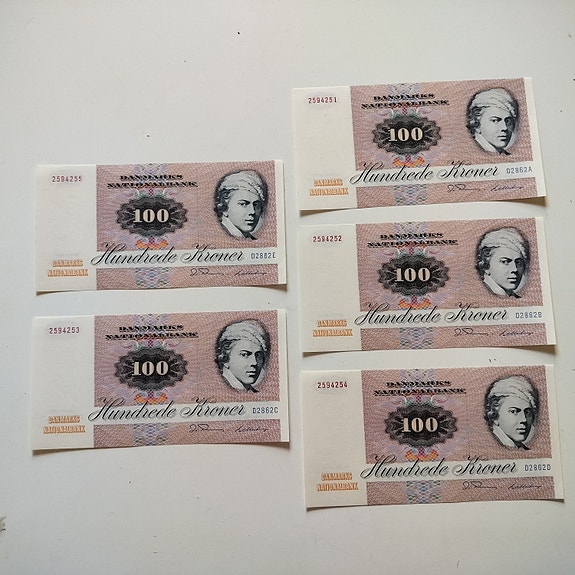 2594255
DANMARKS
NATIONALBANK
100
Hundrede Kroner D2862E
DANMARKS
NATIONALBANK
2594253
DANMARKS
NATIONALBANK
100
Hundrede Kroner D2862C
DANMARKS
NATIONALBANK
2594251
DANMARKS
NATIONALBANK
100
Hundrede Kroner D2862A
DANMARKS
NATIONALBANK
2594252
DANMARKS
NATIONALBANK
100
Hundrede Kroner D2862B
DANMARKS
NATIONALBANK
2594254
DANMARKS
NATIONALBANK
100
Hundrede Kroner D2862D
DANMARKS
NATIONALBANK